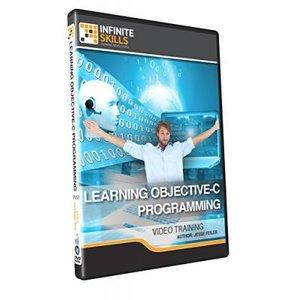 INFINITE
SKILLS
LEARNING OBJECTIVE-C
PROGRAMMING
VIDEO TRAINING
AUTHOR: JESSE FEILER
LEARNING OBJECTIVE-C PROGRAMMING